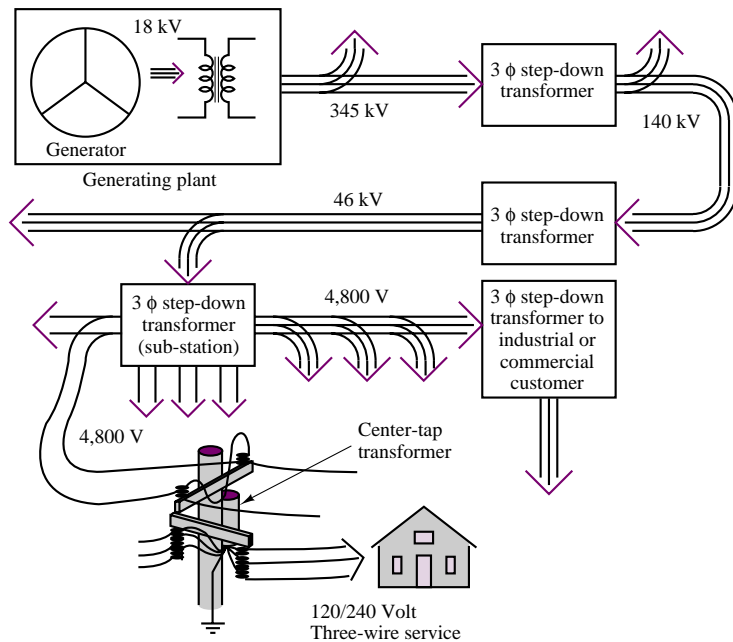 18 kV
Generator
Generating plant
345 kV
3 ϕ step-down
transformer
140 kV
46 kV
3 ϕ step-down
transformer
3 ϕ step-down
transformer
(sub-station)
4,800 V
3 ϕ step-down
transformer to
industrial or
commercial
customer
4,800 V
Center-tap
transformer
120/240 Volt
Three-wire service